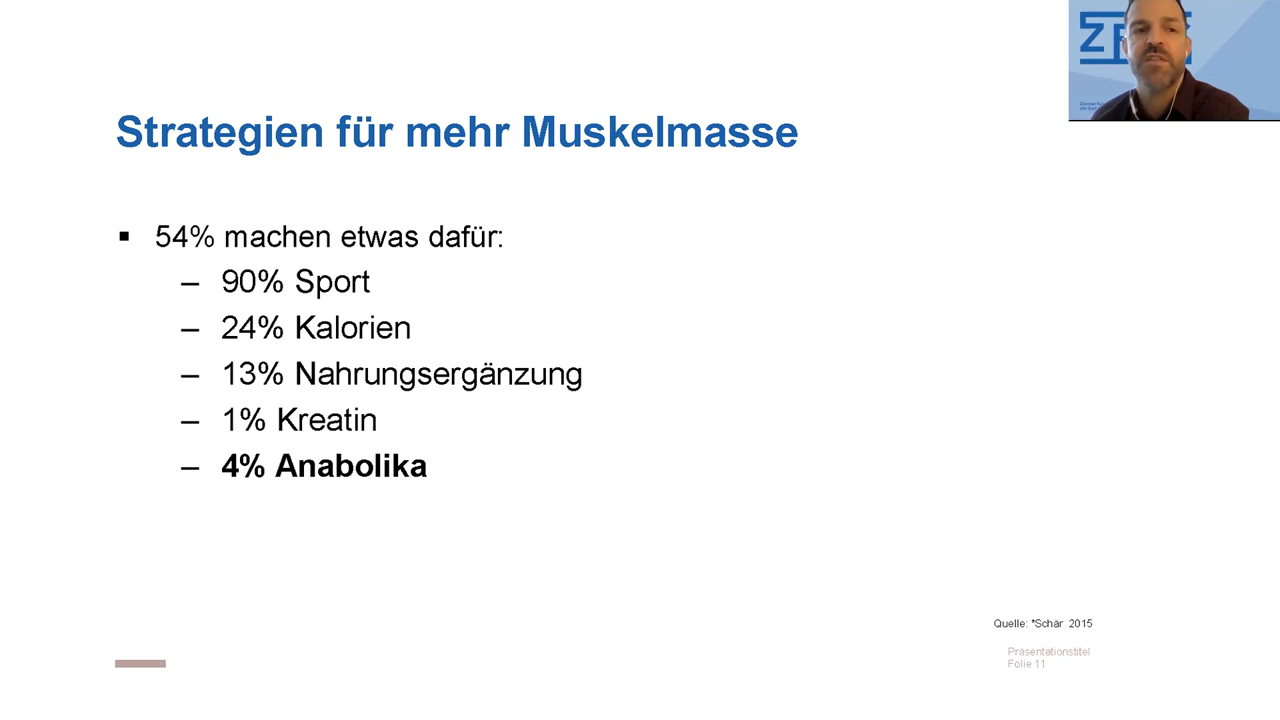 Strategien für mehr Muskelmasse
▪ 54% machen etwas dafür:
– 90% Sport
– 24% Kalorien
– 13% Nahrungsergänzung
– 1% Kreatin
– 4% Anabolika
Quelle: *Schär 2015
Präsentationstitel
Folie 11